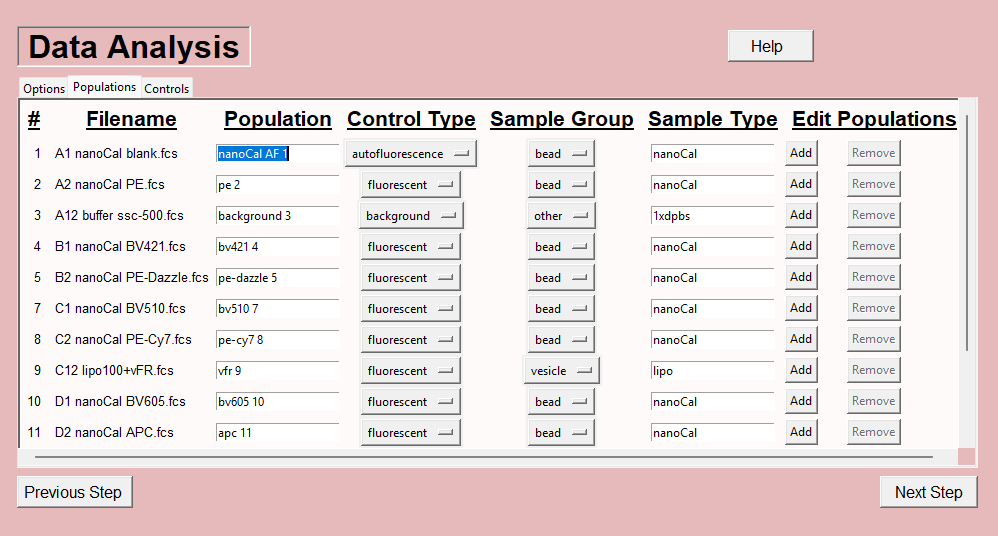 Data Analysis
Help
Options Populations Controls
# Filename Population Control Type Sample Group Sample Type Edit Populations
1 A1 nanoCal blank.fcs nanoCal AF 1 autofluorescence bead nanoCal Add Remove
2 A2 nanoCal PE.fcs pe 2 fluorescent bead nanoCal Add Remove
3 A12 buffer ssc-500.fcs background 3 background other 1xdpbs Add Remove
4 B1 nanoCal BV421.fcs bv421 4 fluorescent bead nanoCal Add Remove
5 B2 nanoCal PE-Dazzle.fcs pe-dazzle 5 fluorescent bead nanoCal Add Remove
7 C1 nanoCal BV510.fcs bv510 7 fluorescent bead nanoCal Add Remove
8 C2 nanoCal PE-Cy7.fcs pe-cy7 8 fluorescent bead nanoCal Add Remove
9 C12 lipo100+vFR.fcs vfr 9 fluorescent vesicle lipo Add Remove
10 D1 nanoCal BV605.fcs bv605 10 fluorescent bead nanoCal Add Remove
11 D2 nanoCal APC.fcs apc 11 fluorescent bead nanoCal Add Remove
Previous Step Next Step